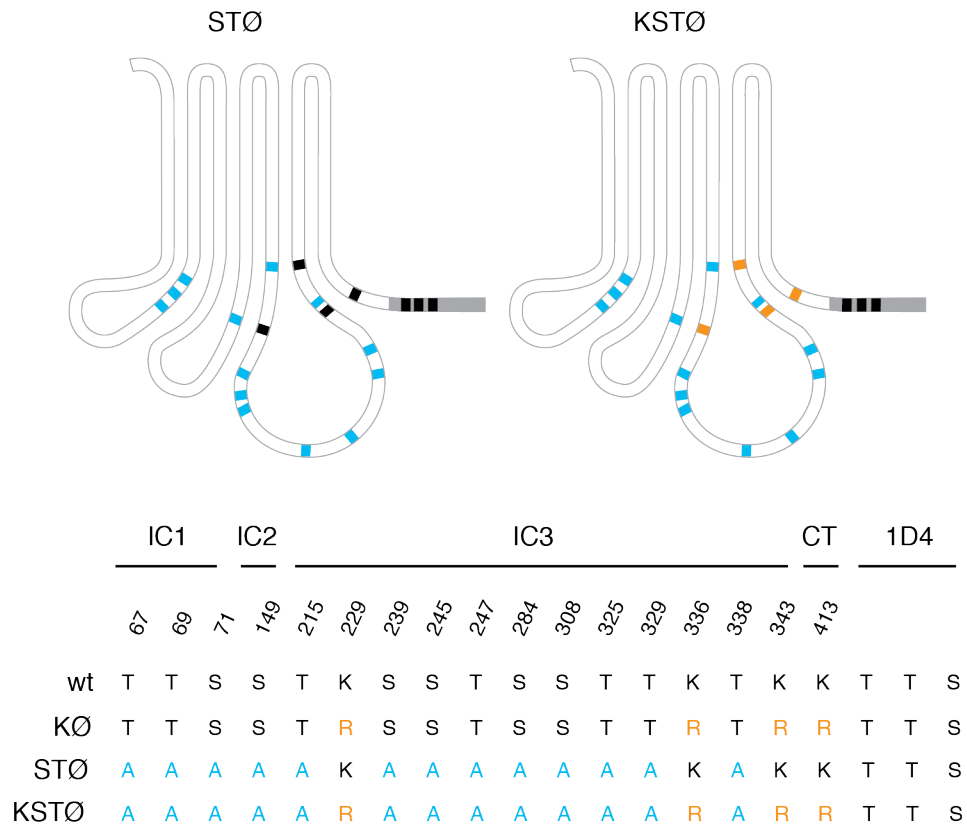 STØ KSTØ
IC1 IC2 IC3 CT 1D4
67 69 71 149 215 229 239 245 247 284 308 325 329 336 338 343 413
wt T T S S T K S S T S S T T K T K K T T S
KØ T T S S T R S S T S S T T R T R R T T S
STØ A A A A A K A A A A A A A K A K K T T S
KSTØ A A A A A R A A A A A A A R A R R T T S